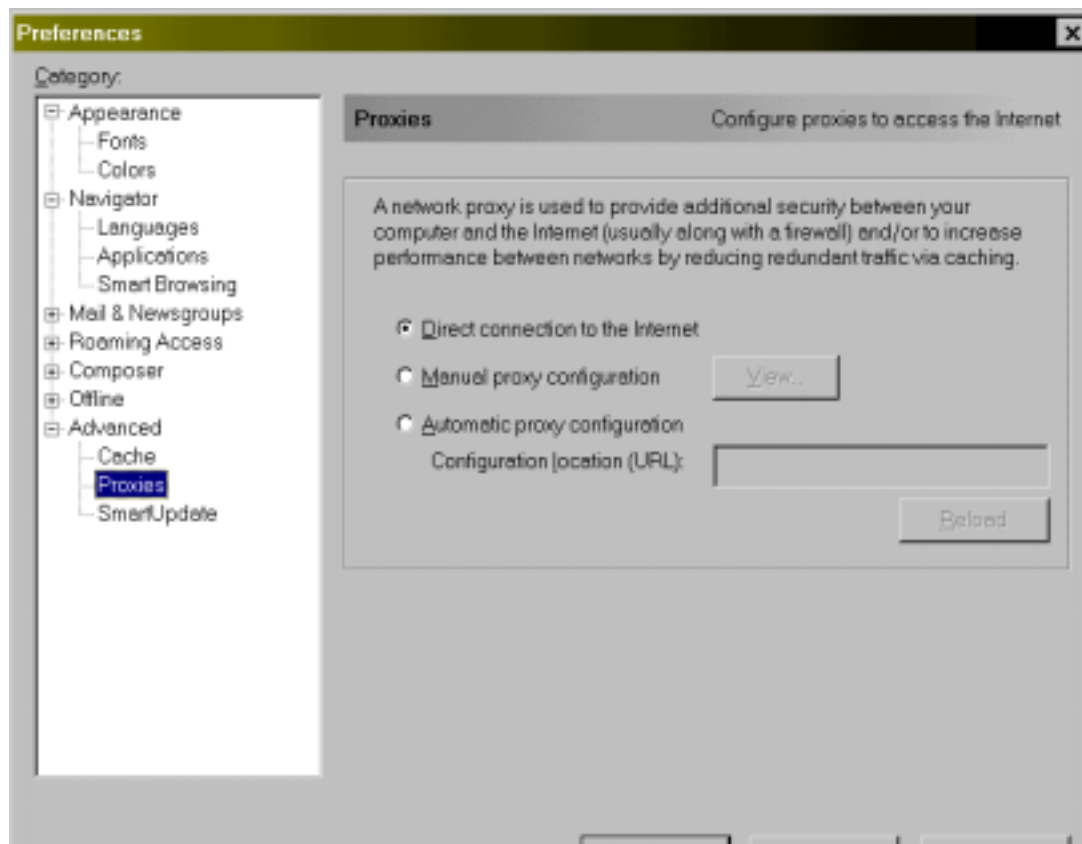 Preferences
Category:
Appearance
Fonts
Colors
Navigator
Languages
Applications
Smart Browsing
Mail & Newsgroups
Roaming Access
Composer
Offline
Advanced
Cache
Proxies
SmartUpdate
Proxies Configure proxies to access the Internet
A network proxy is used to provide additional security between your
computer and the Internet (usually along with a firewall) and/or to increase
performance between networks by reducing redundant traffic via caching.
Direct connection to the Internet
Manual proxy configuration View...
Automatic proxy configuration
Configuration location (URL):
Reload